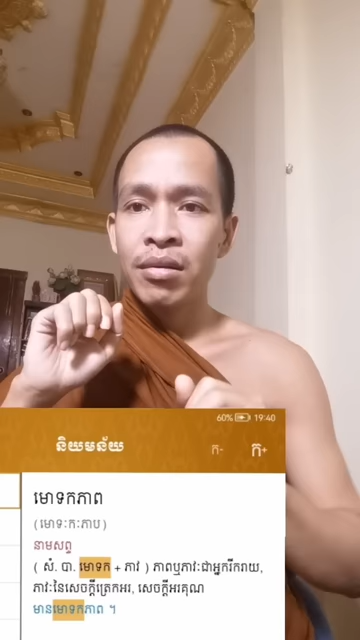 60% 19:40
និយមន័យ
ក- ក+
មោទកភាព
(មោទៈកៈភាប)
នាមសព្ទ
( សំ. បា. មោទក + ភាវ ) ភាពឬភាវៈជាអ្នករីករាយ,
ភាវៈនៃសេចក្ដីត្រេកអរ, សេចក្ដីអរគុណ
មានមោទកភាព ។